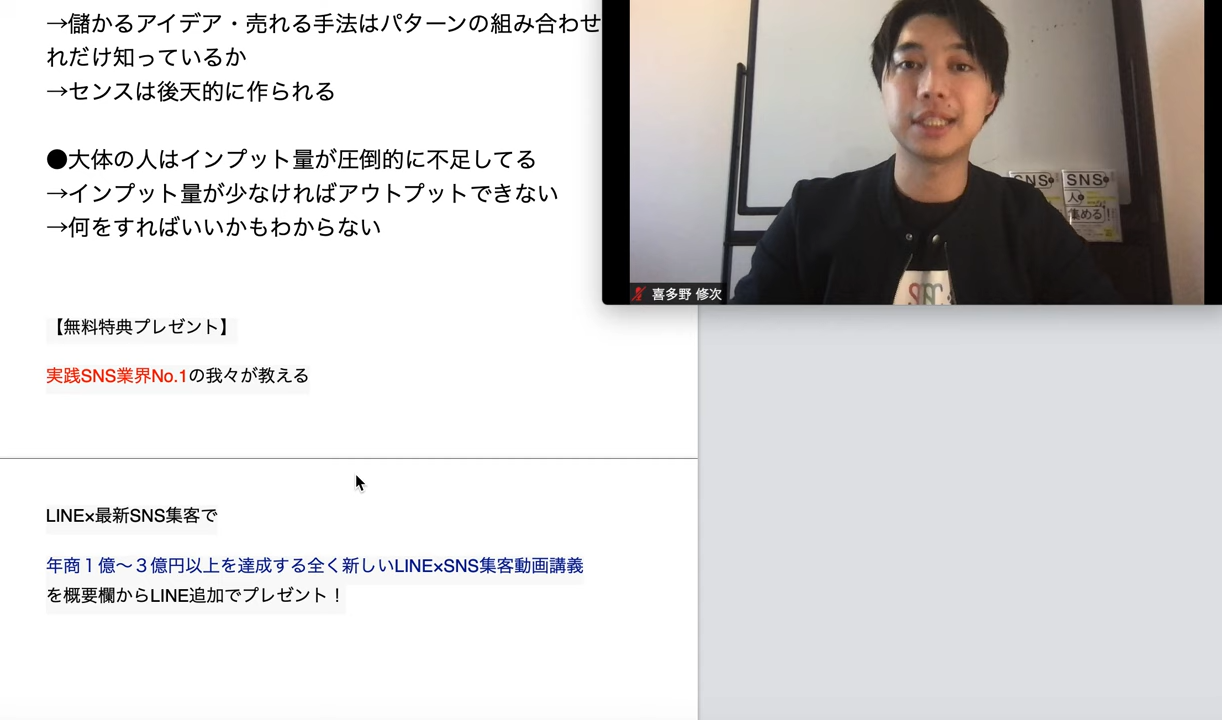 →儲かるアイデア・売れる手法はパターンの組み合わせ
れだけ知っているか
→センスは後天的に作られる
●大体の人はインプット量が圧倒的に不足してる
→インプット量が少なければアウトプットできない
→何をすればいいかもわからない
【無料特典プレゼント】
実践SNS業界No.1の我々が教える
LINE×最新SNS集客で
年商１億〜３億円以上を達成する全く新しいLINE×SNS集客動画講義
を概要欄からLINE追加でプレゼント！
SNS
SNS
人
集める!
喜多野 修次